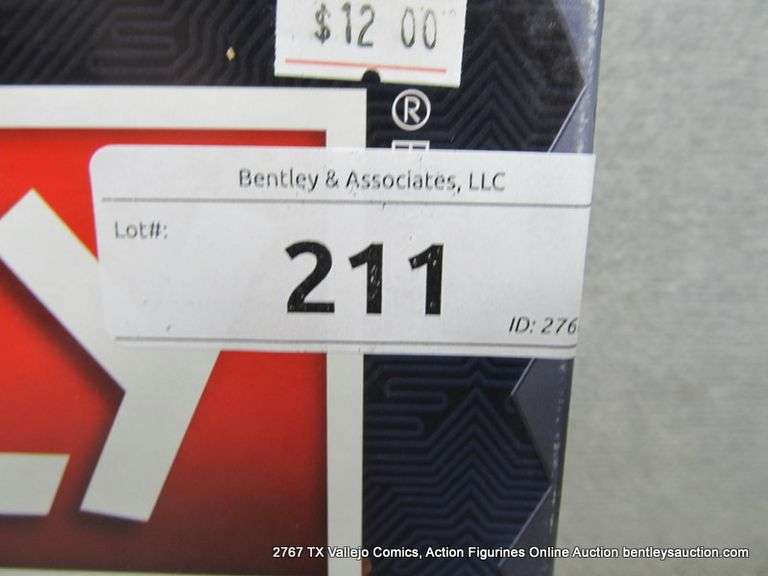 $12 00
®
Bentley & Associates, LLC
Lot#:
211
ID: 276
LY
2767 TX Vallejo Comics, Action Figurines Online Auction bentleysauction.com